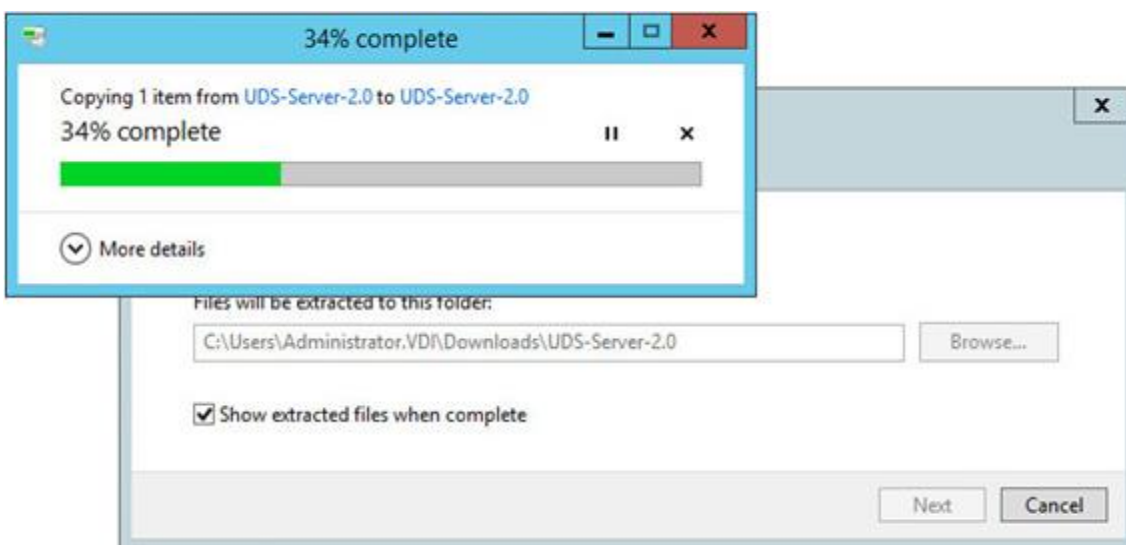 34% complete
Copying 1 item from UDS-Server-2.0 to UDS-Server-2.0
34% complete
More details
Files will be extracted to this folder:
C:\Users\Administrator.VDI\Downloads\UDS-Server-2.0
Browse...
Show extracted files when complete
Next
Cancel